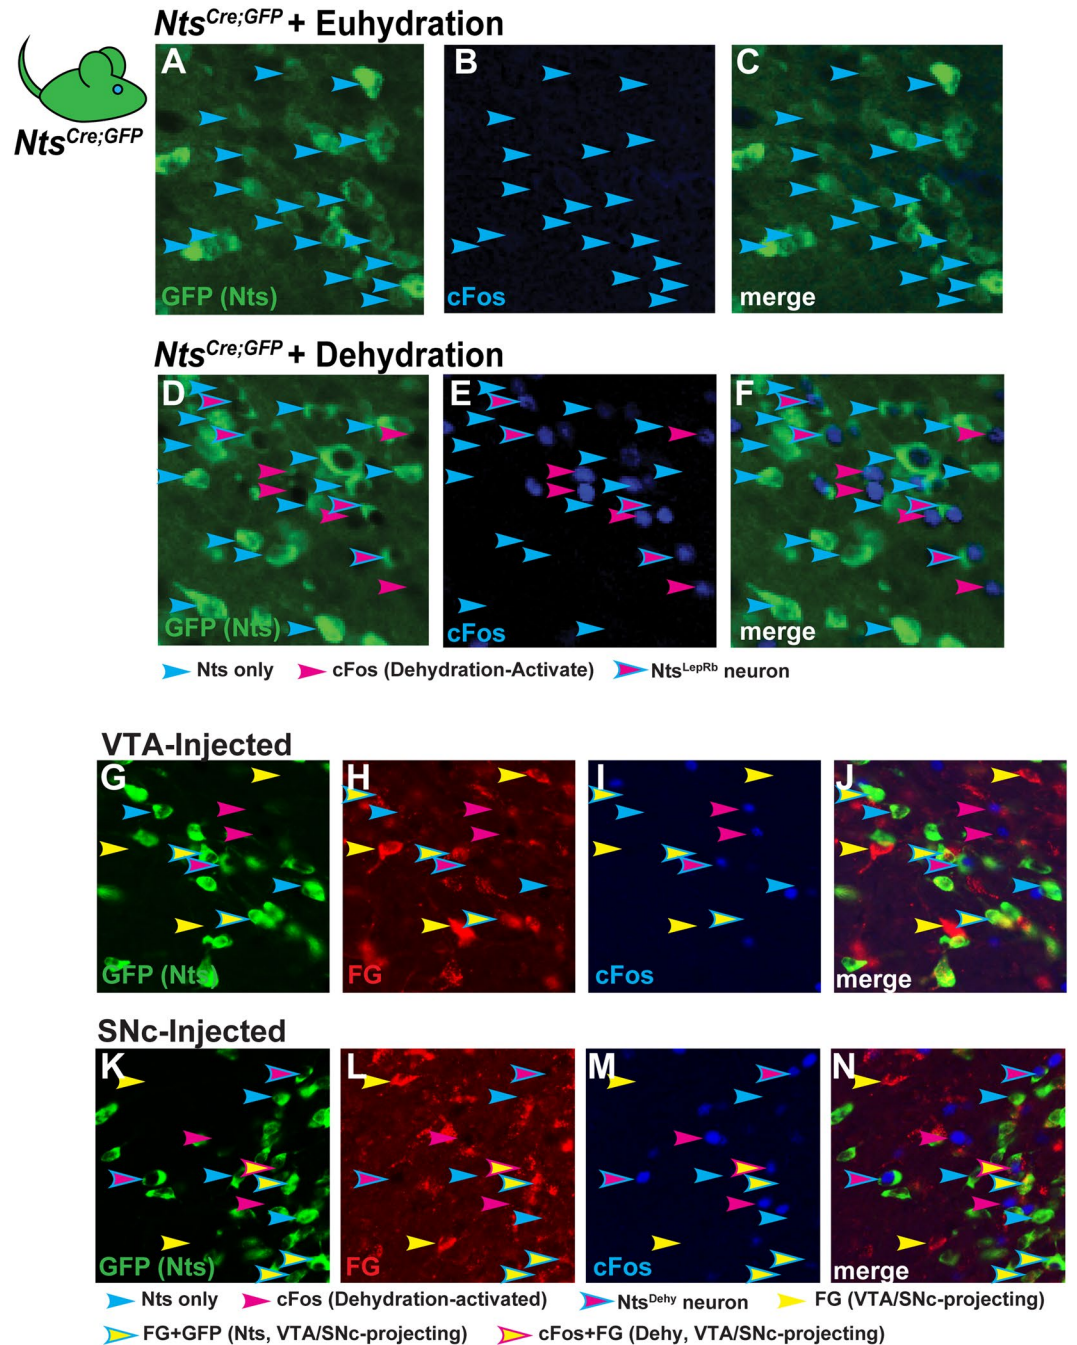 Nts^Cre;GFP + Euhydration
Nts^Cre;GFP
A
B
C
GFP (Nts)
cFos
merge
Nts^Cre;GFP + Dehydration
D
E
F
GFP (Nts)
cFos
merge
Nts only
cFos (Dehydration-Activate)
Nts^LepRb neuron
VTA-Injected
G
H
I
J
GFP (Nts)
FG
cFos
merge
SNc-Injected
K
L
M
N
GFP (Nts)
FG
cFos
merge
Nts only
cFos (Dehydration-activated)
Nts^Dehy neuron
FG (VTA/SNc-projecting)
FG+GFP (Nts, VTA/SNc-projecting)
cFos+FG (Dehy, VTA/SNc-projecting)